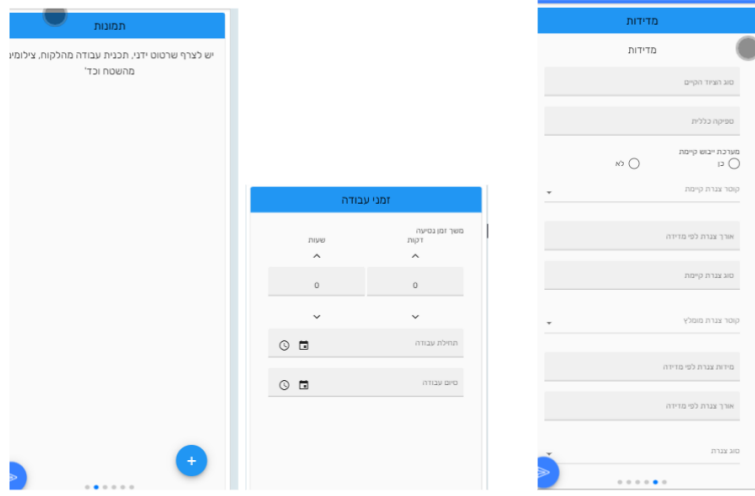 תמונות
יש לצרף שרטוט ידני, תכנית עבודה מהלקוח, צילומים
מהשטח וכד'
זמני עבודה
משך זמן נסיעה
דקות
שעות
0
0
תחילת עבודה
סיום עבודה
מדידות
מדידות
סוג הציוד הקיים
ספיקה כללית
מערכת ייבוש קיימת
כן
לא
קוטר צנרת קיימת
אורך צנרת לפי מדידה
סוג צנרת קיימת
קוטר צנרת מומלץ
מידות צנרת לפי מדידה
אורך צנרת לפי מדידה
סוג צנרת